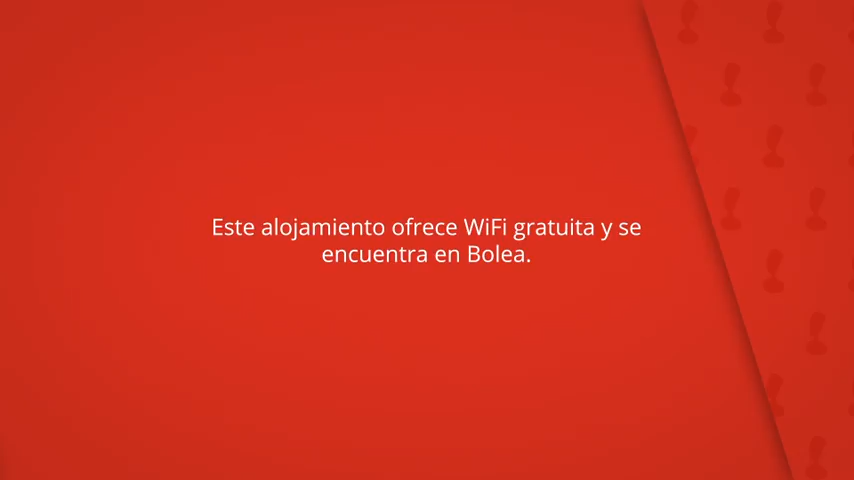 Este alojamiento ofrece WiFi gratuita y se
encuentra en Bolea.